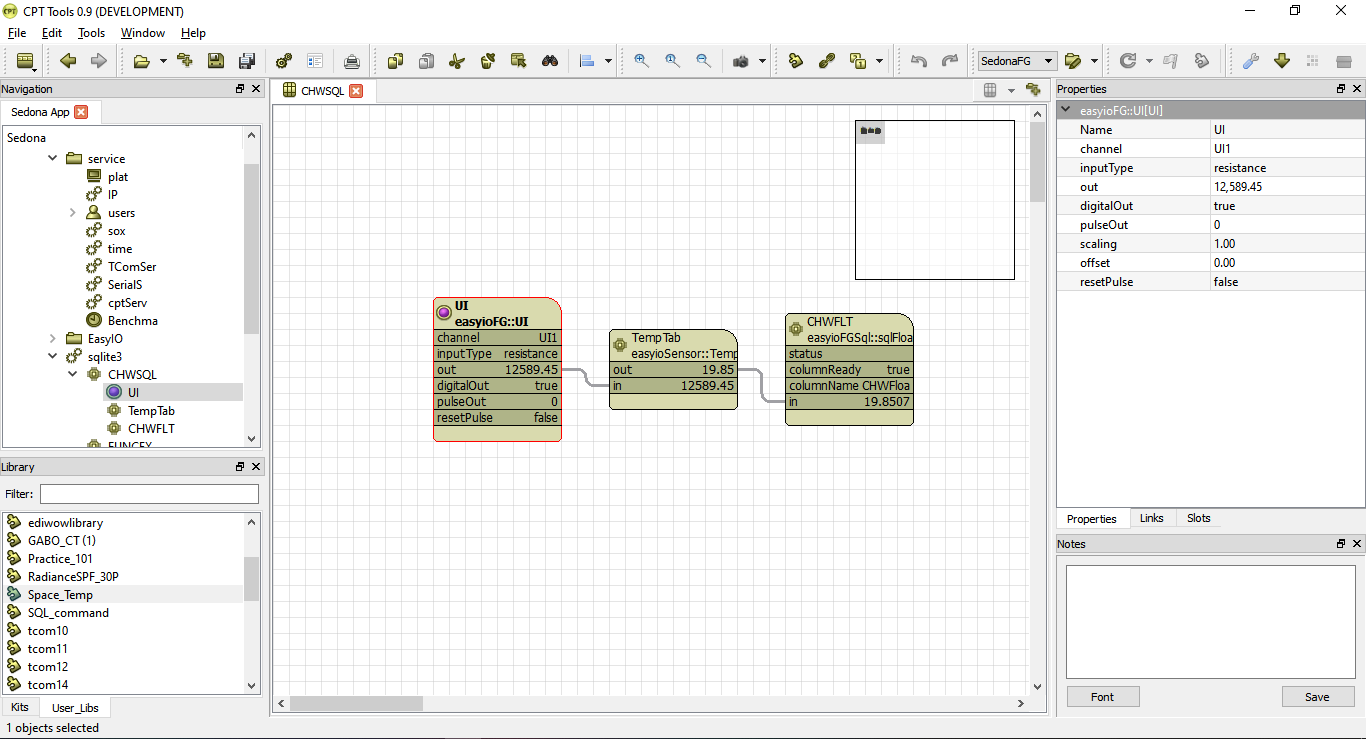 CPT Tools 0.9 (DEVELOPMENT)
File Edit Tools Window Help
SedonaFG
Navigation
Sedona App
Sedona
service
plat
IP
users
sox
time
TComSer
SerialS
cptServ
Benchma
EasyIO
sqlite3
CHWSQL
UI
TempTab
CHWFLT
Library
Filter:
ediwowlibrary
GABO_CT (1)
Practice_101
RadianceSPF_30P
Space_Temp
SQL_command
tcom10
tcom11
tcom12
tcom14
Kits User_Libs
1 objects selected
CHWSQL
UI
easyioFG::UI
channel UI1
inputType resistance
out 12589.45
digitalOut true
pulseOut 0
resetPulse false
TempTab
easyioSensor::Temp
out 19.85
in 12589.45
CHWFLT
easyioFGSql::sqlFloa
status
columnReady true
columnName CHWFloa
in 19.8507
Properties
easyioFG::UI[UI]
Name UI
channel UI1
inputType resistance
out 12,589.45
digitalOut true
pulseOut 0
scaling 1.00
offset 0.00
resetPulse false
Properties Links Slots
Notes
Font Save